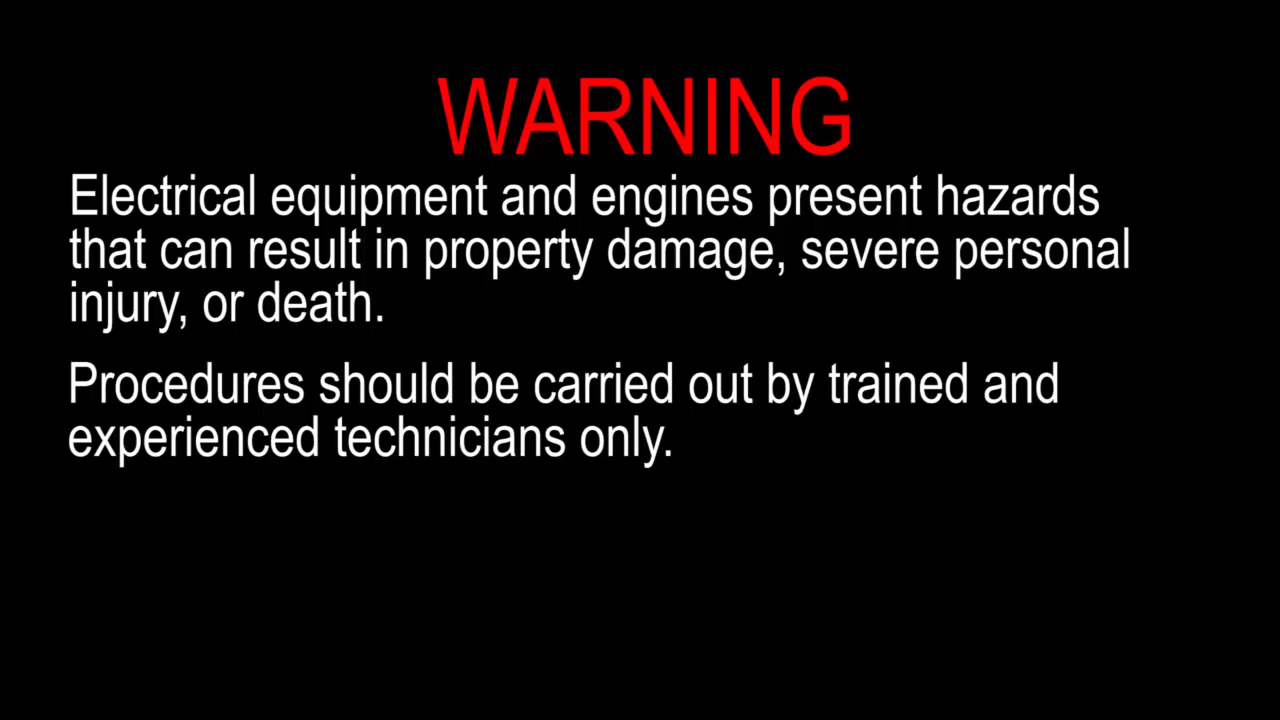 WARNING
Electrical equipment and engines present hazards
that can result in property damage, severe personal
injury, or death.
Procedures should be carried out by trained and
experienced technicians only.